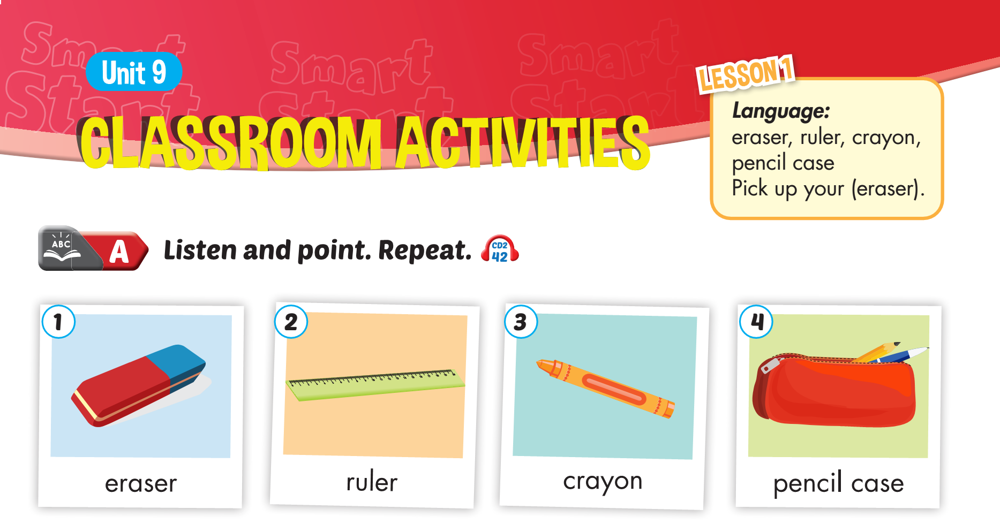 Smart
Start
Smart
Start
Smart
Start
Unit 9
CLASSROOM ACTIVITIES
LESSON 1
Language:
eraser, ruler, crayon,
pencil case
Pick up your (eraser).
ABC
A
Listen and point. Repeat.
CD2
42
1
2
3
4
eraser
ruler
crayon
pencil case